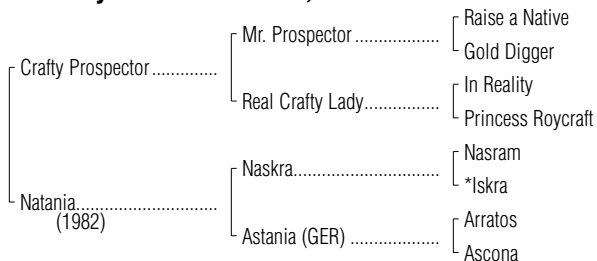 Raise a Native
Mr. Prospector ..............
Gold Digger
Crafty Prospector ............
In Reality
Real Crafty Lady..............
Princess Roycraft
Nasram
Naskra...........................
*Iskra
Natania..........................
(1982)
Arratos
Astania (GER) ................
Ascona